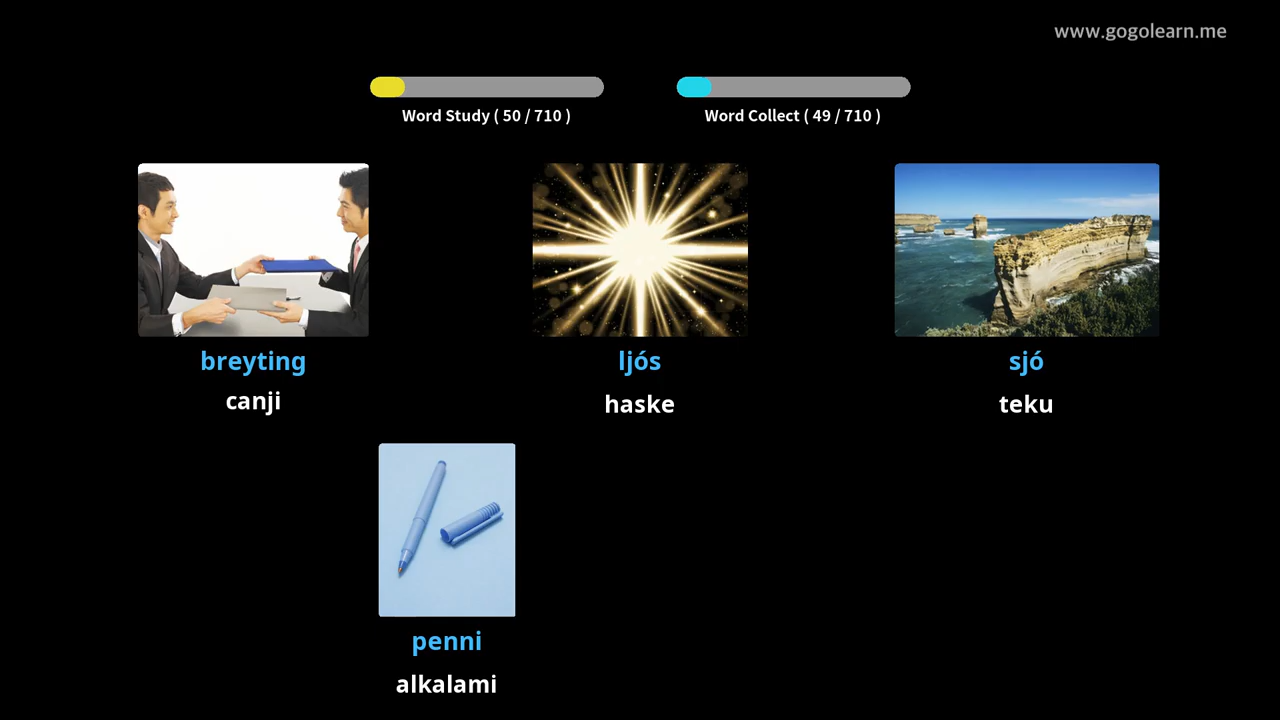 www.gogolearn.me
Word Study ( 50 / 710 )
Word Collect ( 49 / 710 )
breyting
canji
ljós
haske
sjó
teku
penni
alkalami